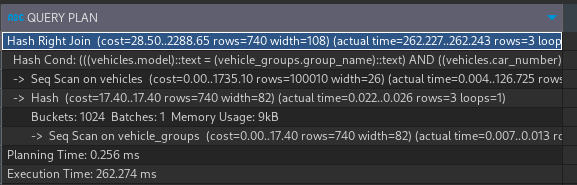 QUERY PLAN
Hash Right Join (cost=28.50..2288.65 rows=740 width=108) (actual time=262.227..262.243 rows=3 loop
Hash Cond: (((vehicles.model)::text = (vehicle_groups.group_name)::text) AND ((vehicles.car_number)
-> Seq Scan on vehicles (cost=0.00..1735.10 rows=100010 width=26) (actual time=0.004..126.725 rows
-> Hash (cost=17.40..17.40 rows=740 width=82) (actual time=0.022..0.026 rows=3 loops=1)
Buckets: 1024 Batches: 1 Memory Usage: 9kB
-> Seq Scan on vehicle_groups (cost=0.00..17.40 rows=740 width=82) (actual time=0.007..0.013 ro
Planning Time: 0.256 ms
Execution Time: 262.274 ms